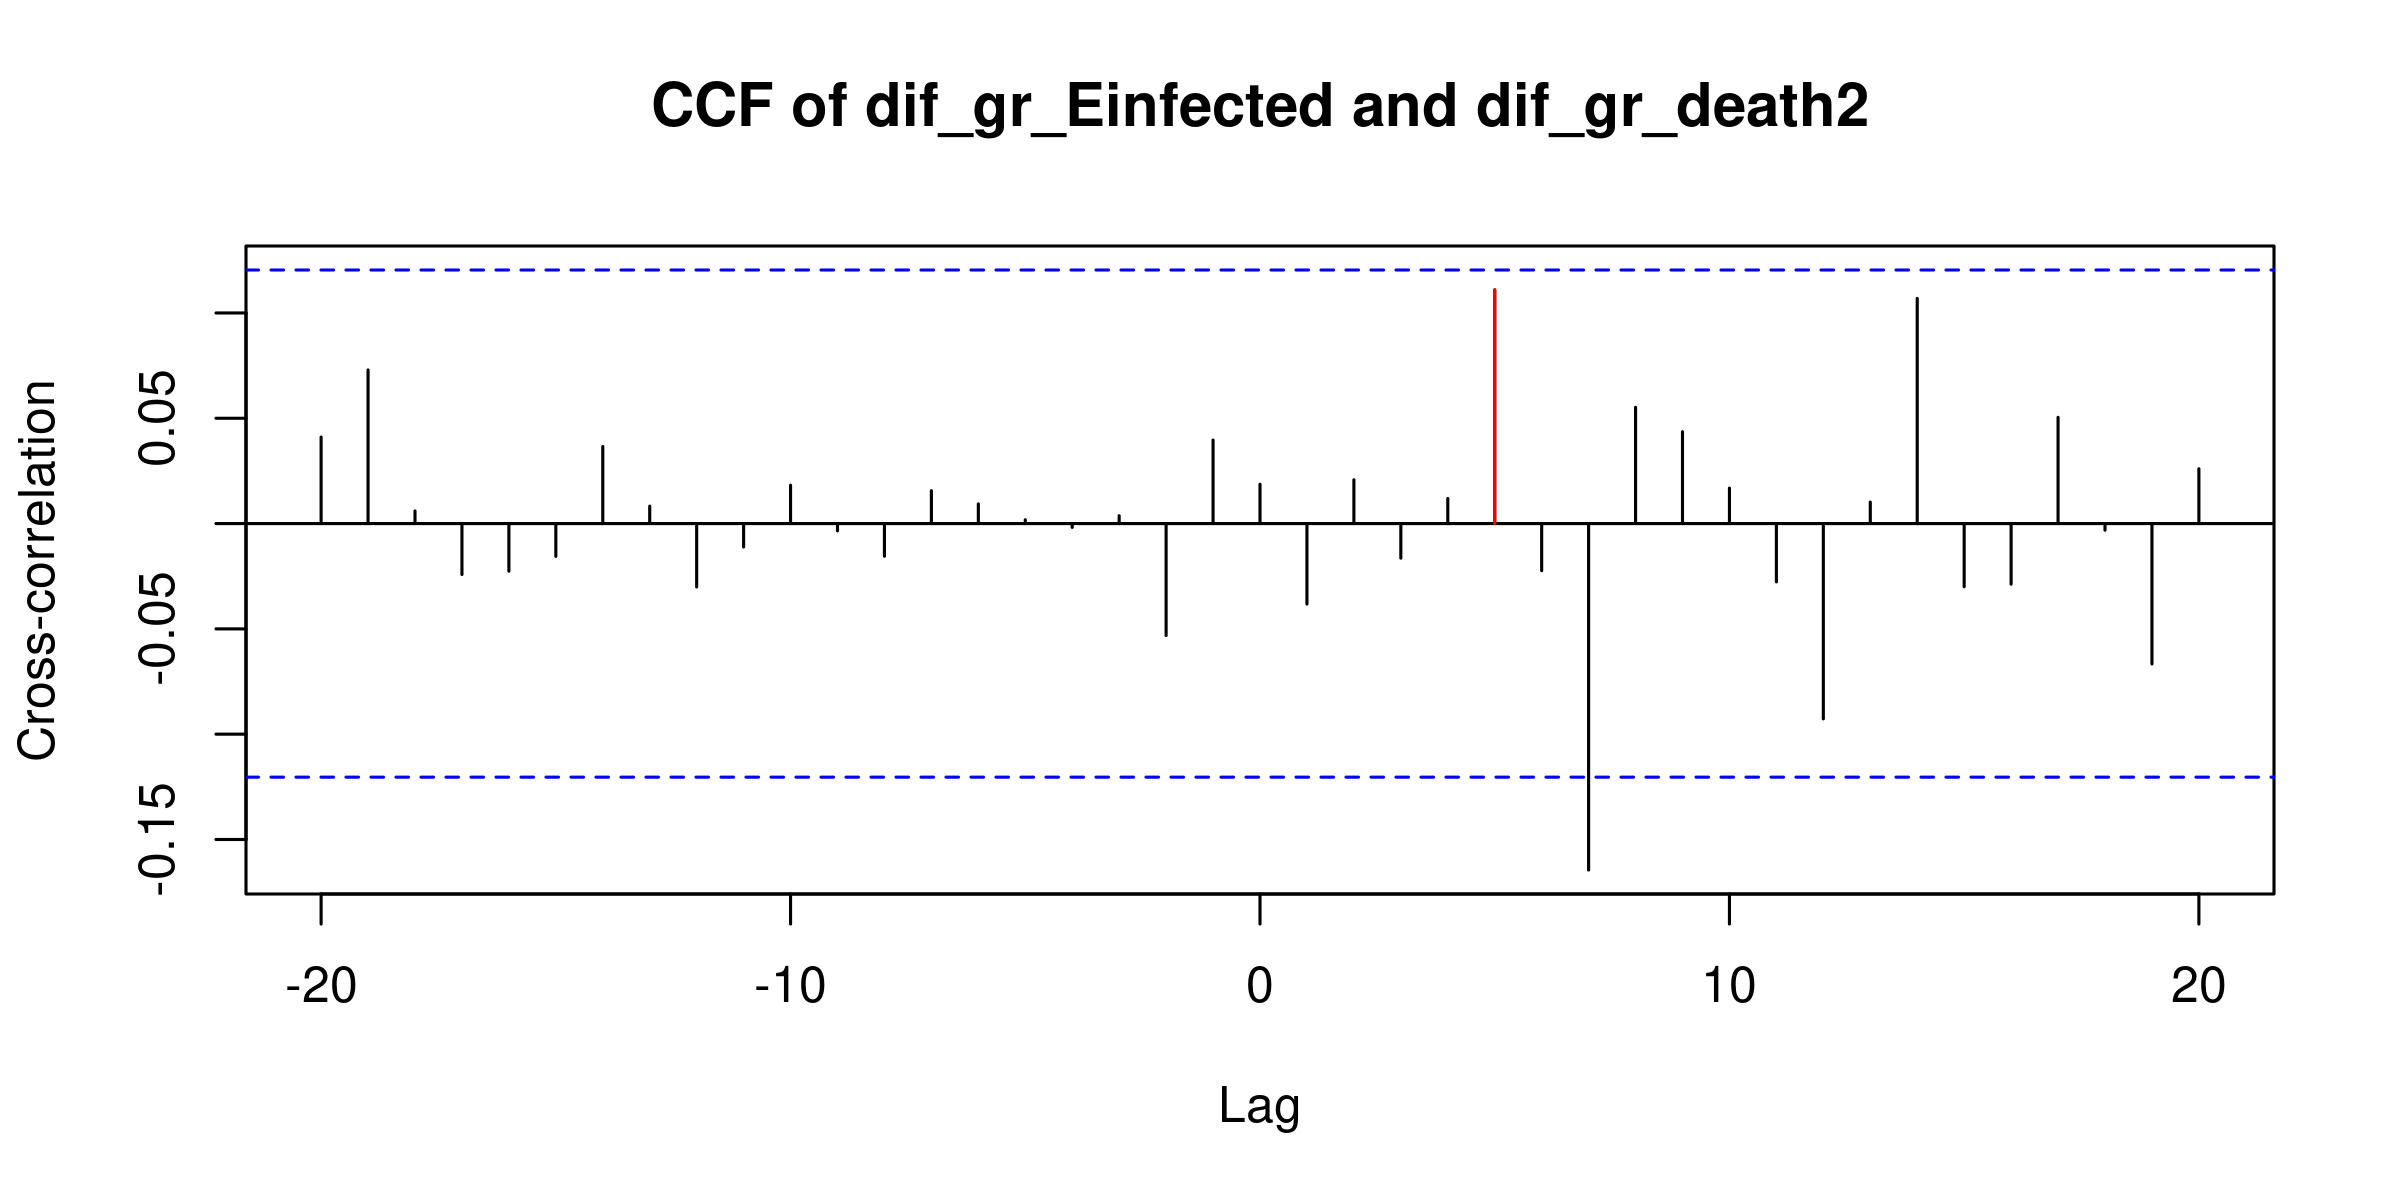 CCF of dif_gr_Einfected and dif_gr_death2
Cross-correlation
0.05
-0.05
-0.15
-20
-10
0
10
20
Lag